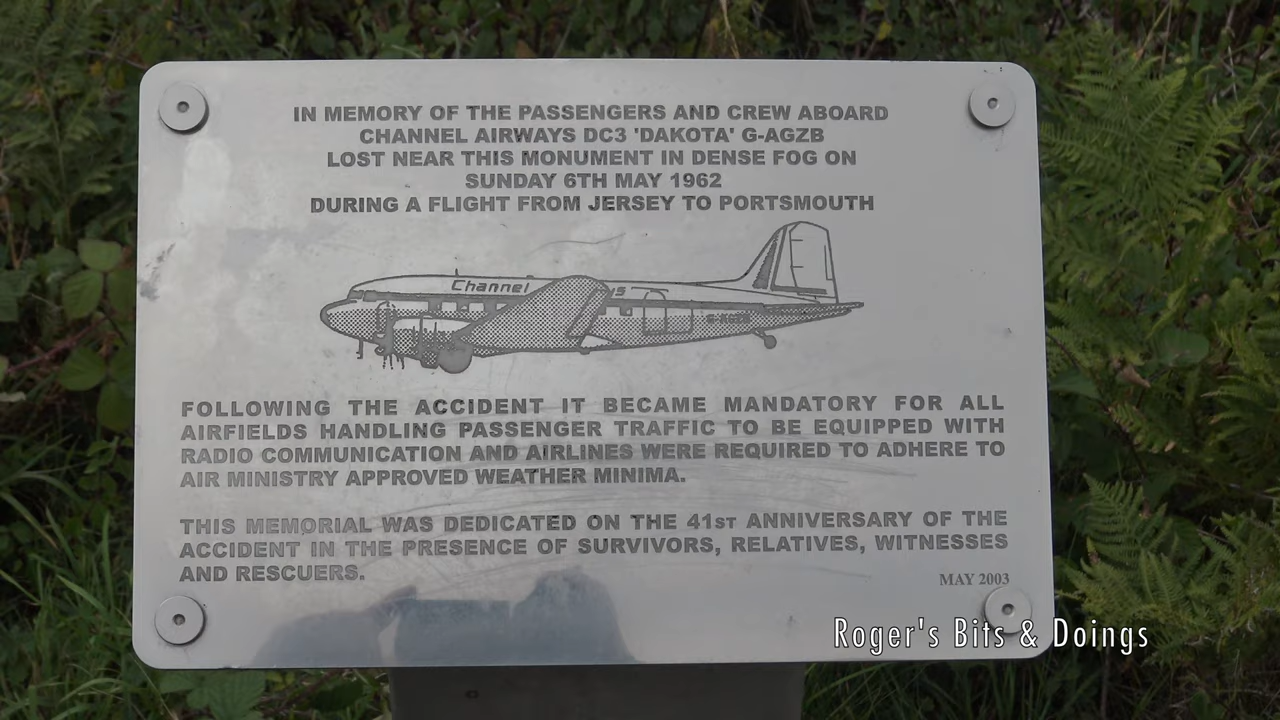 IN MEMORY OF THE PASSENGERS AND CREW ABOARD
CHANNEL AIRWAYS DC3 'DAKOTA' G-AGZB
LOST NEAR THIS MONUMENT IN DENSE FOG ON
SUNDAY 6TH MAY 1962
DURING A FLIGHT FROM JERSEY TO PORTSMOUTH
Channel
FOLLOWING THE ACCIDENT IT BECAME MANDATORY FOR ALL
AIRFIELDS HANDLING PASSENGER TRAFFIC TO BE EQUIPPED WITH
RADIO COMMUNICATION AND AIRLINES WERE REQUIRED TO ADHERE TO
AIR MINISTRY APPROVED WEATHER MINIMA.
THIS MEMORIAL WAS DEDICATED ON THE 41ST ANNIVERSARY OF THE
ACCIDENT IN THE PRESENCE OF SURVIVORS, RELATIVES, WITNESSES
AND RESCUERS.
MAY 2003
Roger's Bits & Doings